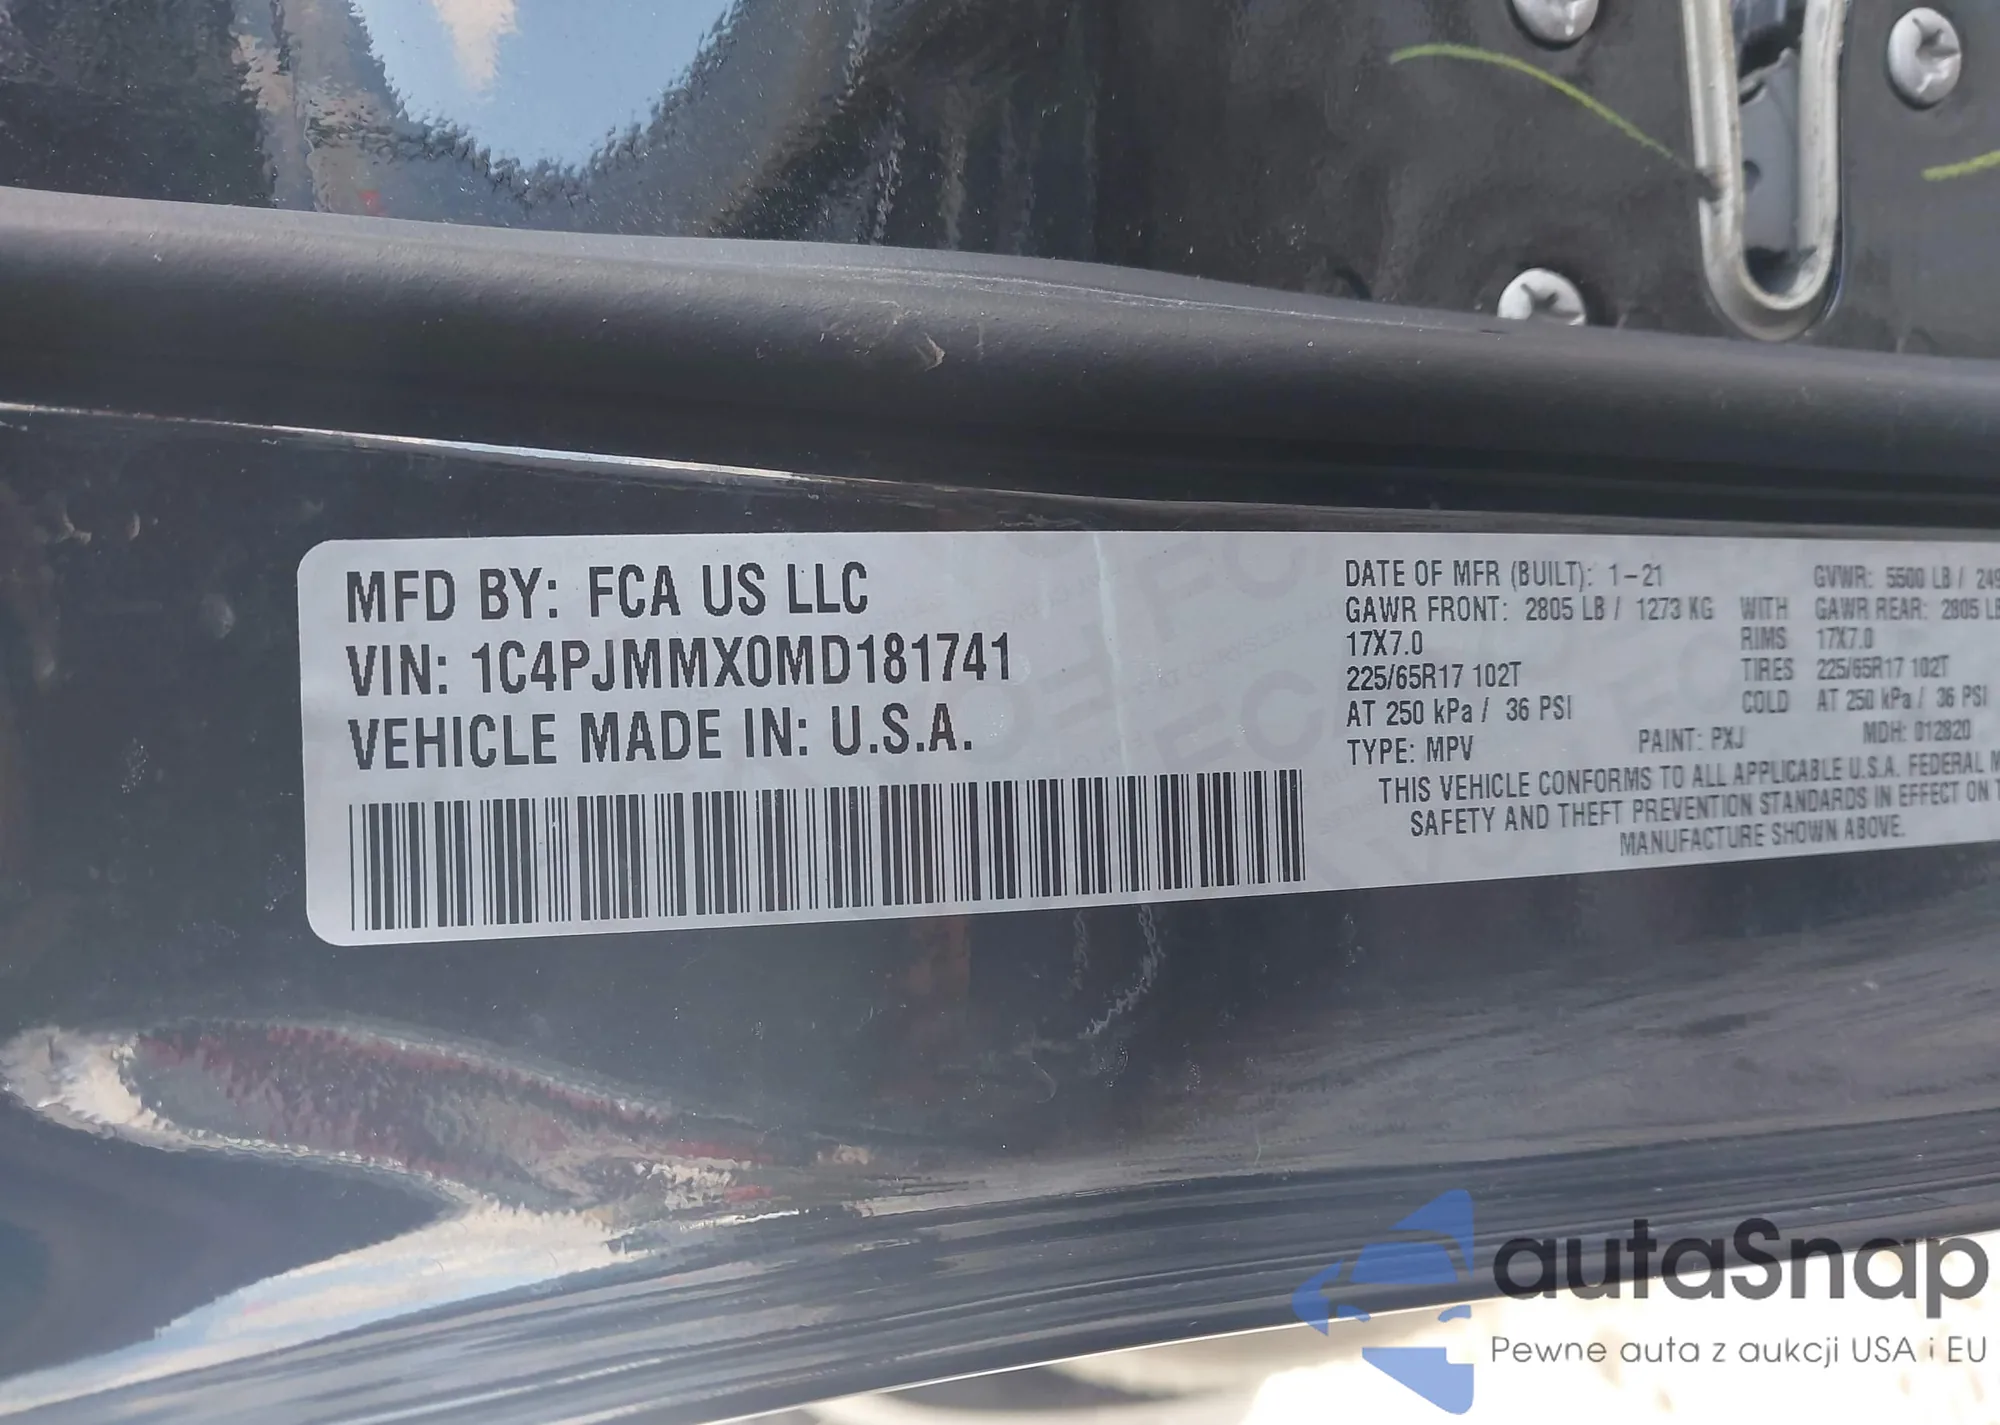 MFD BY: FCA US LLC
VIN: 1C4PJMMX0MD181741
VEHICLE MADE IN: U.S.A.
DATE OF MFR (BUILT): 1-21 GVWR: 5500 LB / 249
GAWR FRONT: 2805 LB / 1273 KG WITH GAWR REAR: 2805 LB
17X7.0 RIMS 17X7.0
225/65R17 102T TIRES 225/65R17 102T
AT 250 kPa / 36 PSI COLD AT 250 kPa / 36 PSI
TYPE: MPV PAINT: PXJ MDH: 012820
THIS VEHICLE CONFORMS TO ALL APPLICABLE U.S.A. FEDERAL M
SAFETY AND THEFT PREVENTION STANDARDS IN EFFECT ON T
MANUFACTURE SHOWN ABOVE.
autaSnap
Pewne auta z aukcji USA i EU